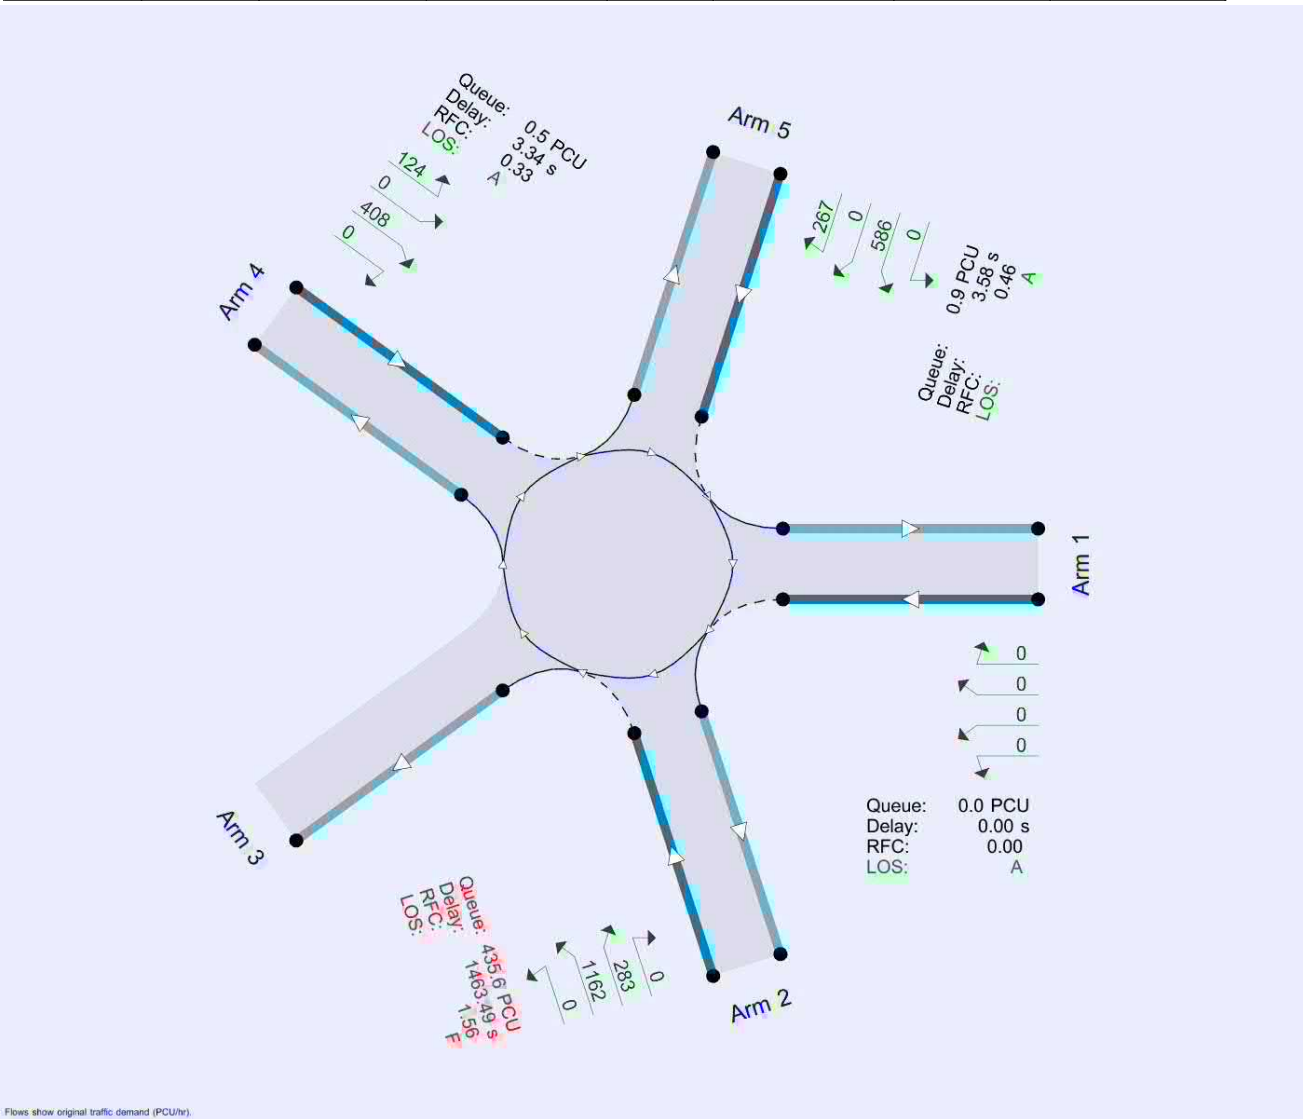 Queue: 0.5 PCU
Delay: 3.34 s
RFC: 0.33
LOS: A
124
0
408
0
Arm 5
267
0
586
0
Queue: 0.9 PCU
Delay: 3.58 s
RFC: 0.46
LOS: A
Arm 4
Arm 1
0
0
0
0
Queue: 0.0 PCU
Delay: 0.00 s
RFC: 0.00
LOS: A
Arm 3
Queue: 435.6 PCU
Delay: 1463.49 s
RFC: 1.56
LOS: F
0
1162
283
0
Arm 2
Flows show original traffic demand (PCU/hr).